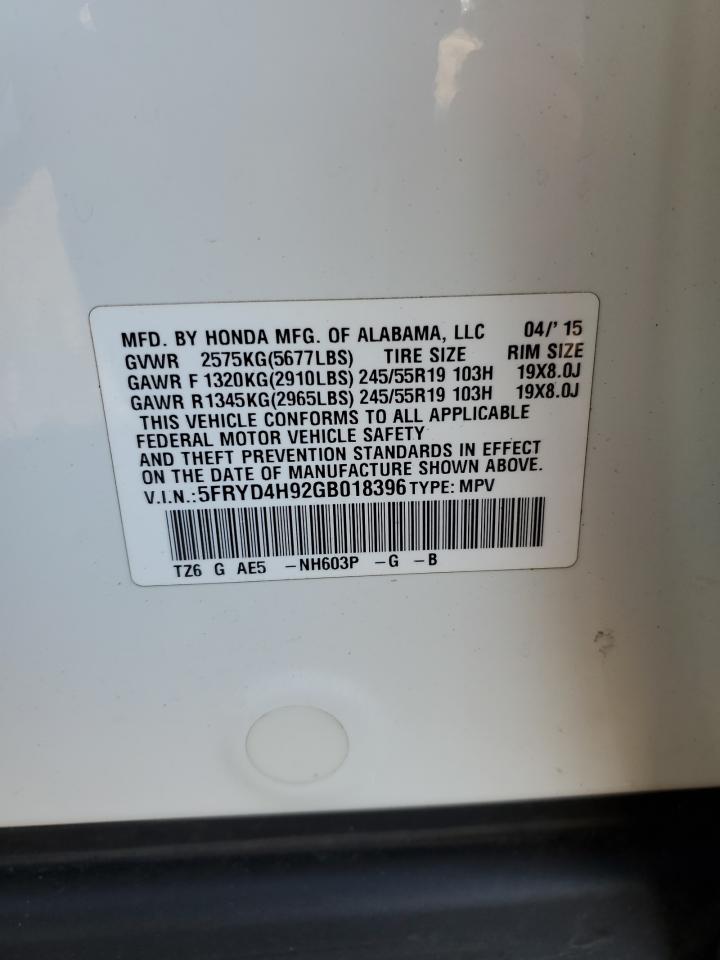 MFD. BY HONDA MFG. OF ALABAMA, LLC 04/' 15
GVWR 2575KG(5677LBS) TIRE SIZE RIM SIZE
GAWR F 1320KG(2910LBS) 245/55R19 103H 19X8.0J
GAWR R1345KG(2965LBS) 245/55R19 103H 19X8.0J
THIS VEHICLE CONFORMS TO ALL APPLICABLE
FEDERAL MOTOR VEHICLE SAFETY
AND THEFT PREVENTION STANDARDS IN EFFECT
ON THE DATE OF MANUFACTURE SHOWN ABOVE.
V.I.N.:5FRYD4H92GB018396 TYPE: MPV
TZ6 G AE5 -NH603P -G -B